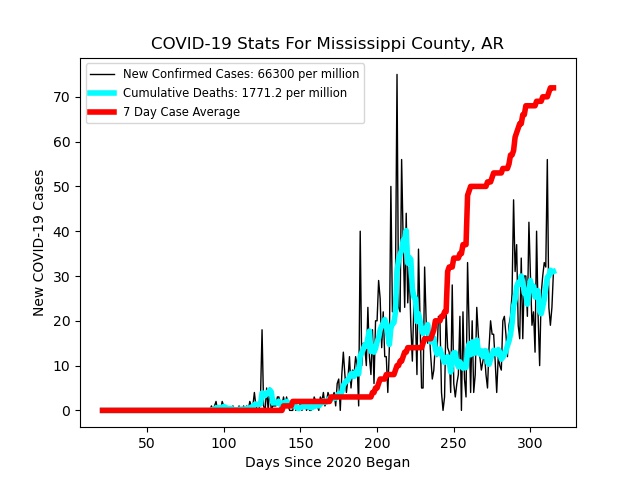 COVID-19 Stats For Mississippi County, AR
New Confirmed Cases: 66300 per million
Cumulative Deaths: 1771.2 per million
7 Day Case Average
New COVID-19 Cases
70
60
50
40
30
20
10
0
50 100 150 200 250 300
Days Since 2020 Began